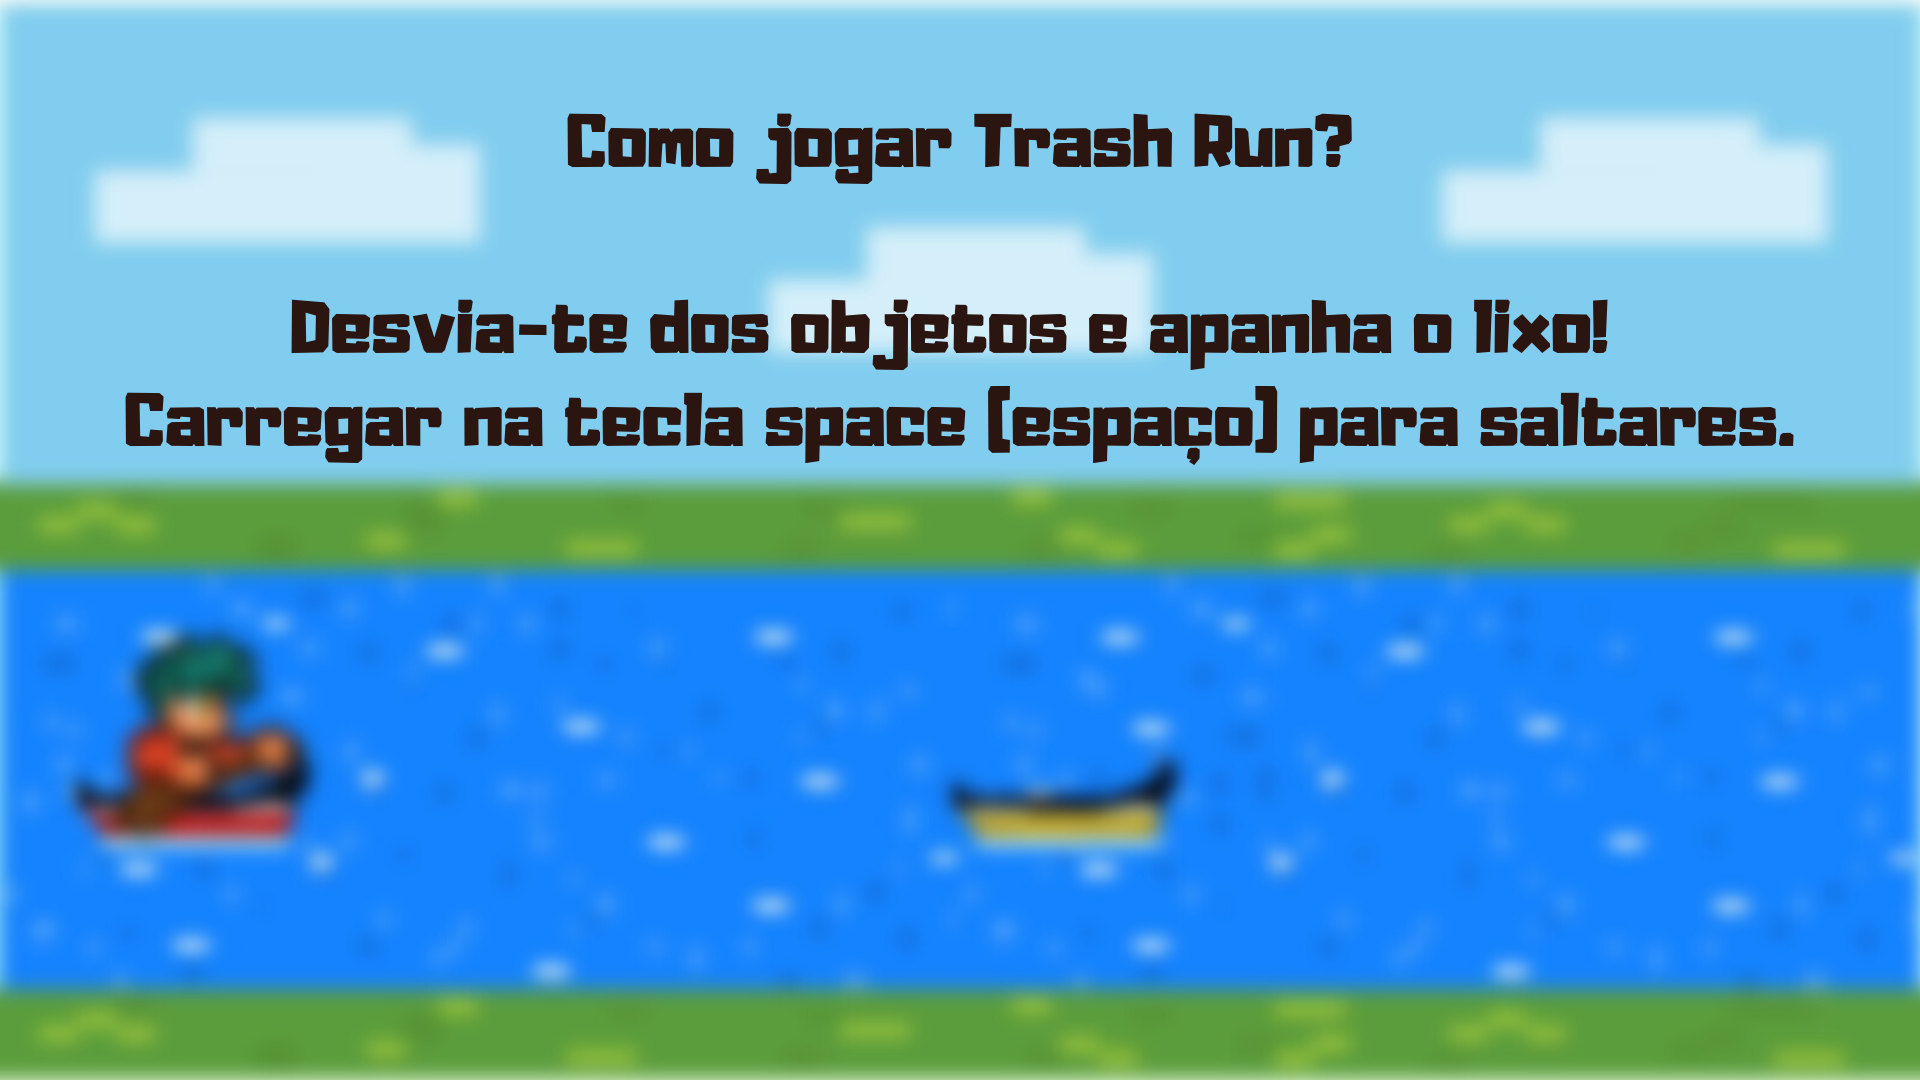 Como jogar Trash Run?
Desvia-te dos objetos e apanha o lixo!
Carregar na tecla space (espaço) para saltares.